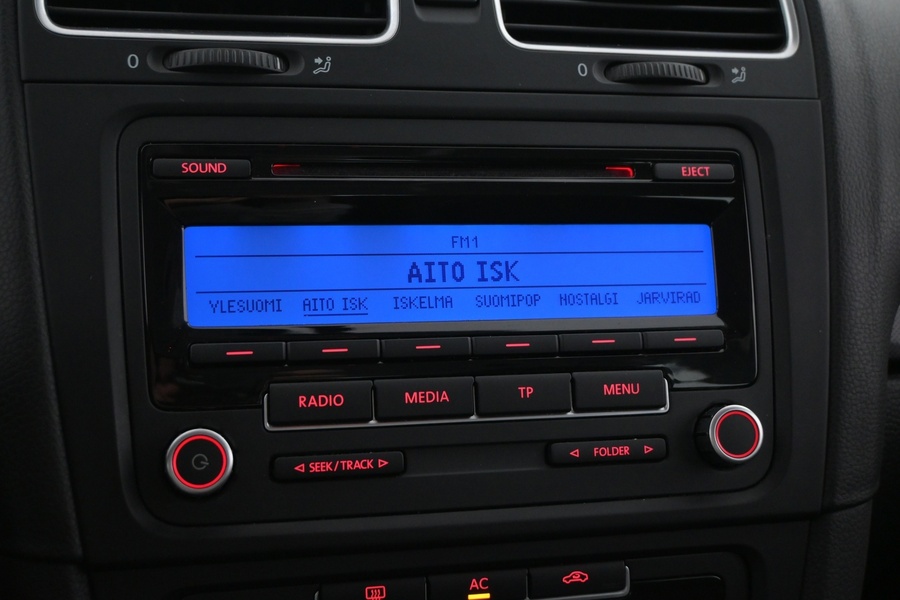 0 0
SOUND EJECT
FM1
AITO ISK
YLESUOMI AITO ISK ISKELMA SUOMIPOP NOSTALGI JARVIRAD
RADIO MEDIA TP MENU
SEEK/TRACK FOLDER
AC